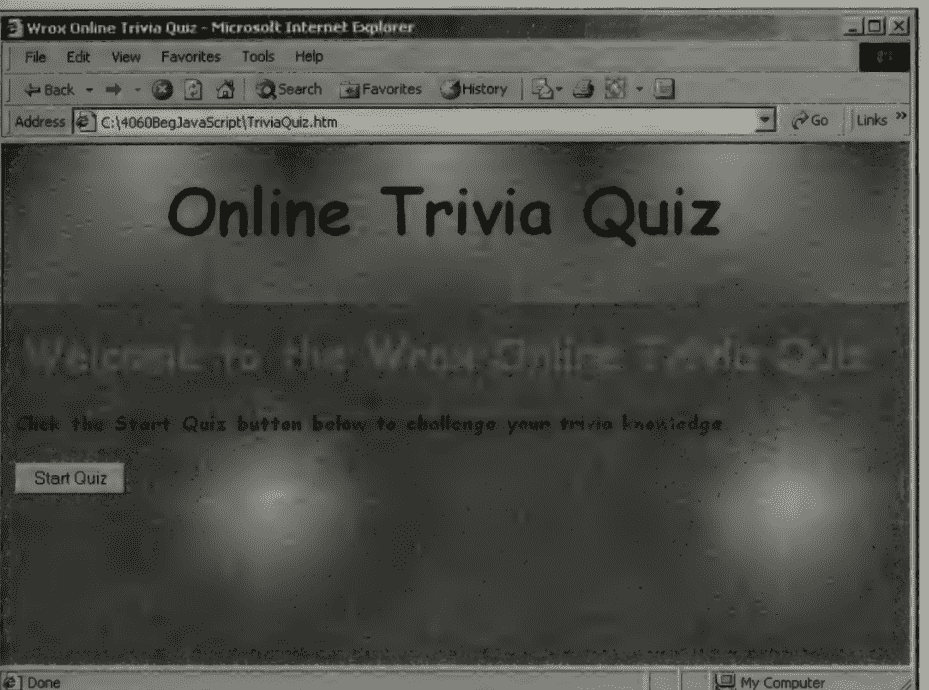 Wrox Online Trivia Quiz - Microsoft Internet Explorer
File Edit View Favorites Tools Help
Back Search Favorites History
Address C:\4060BegJavaScript\TriviaQuiz.htm Go Links »
Online Trivia Quiz
Welcome to the Wrox Online Trivia Quiz
Click the Start Quiz button below to challenge your trivia knowledge
Start Quiz
Done My Computer